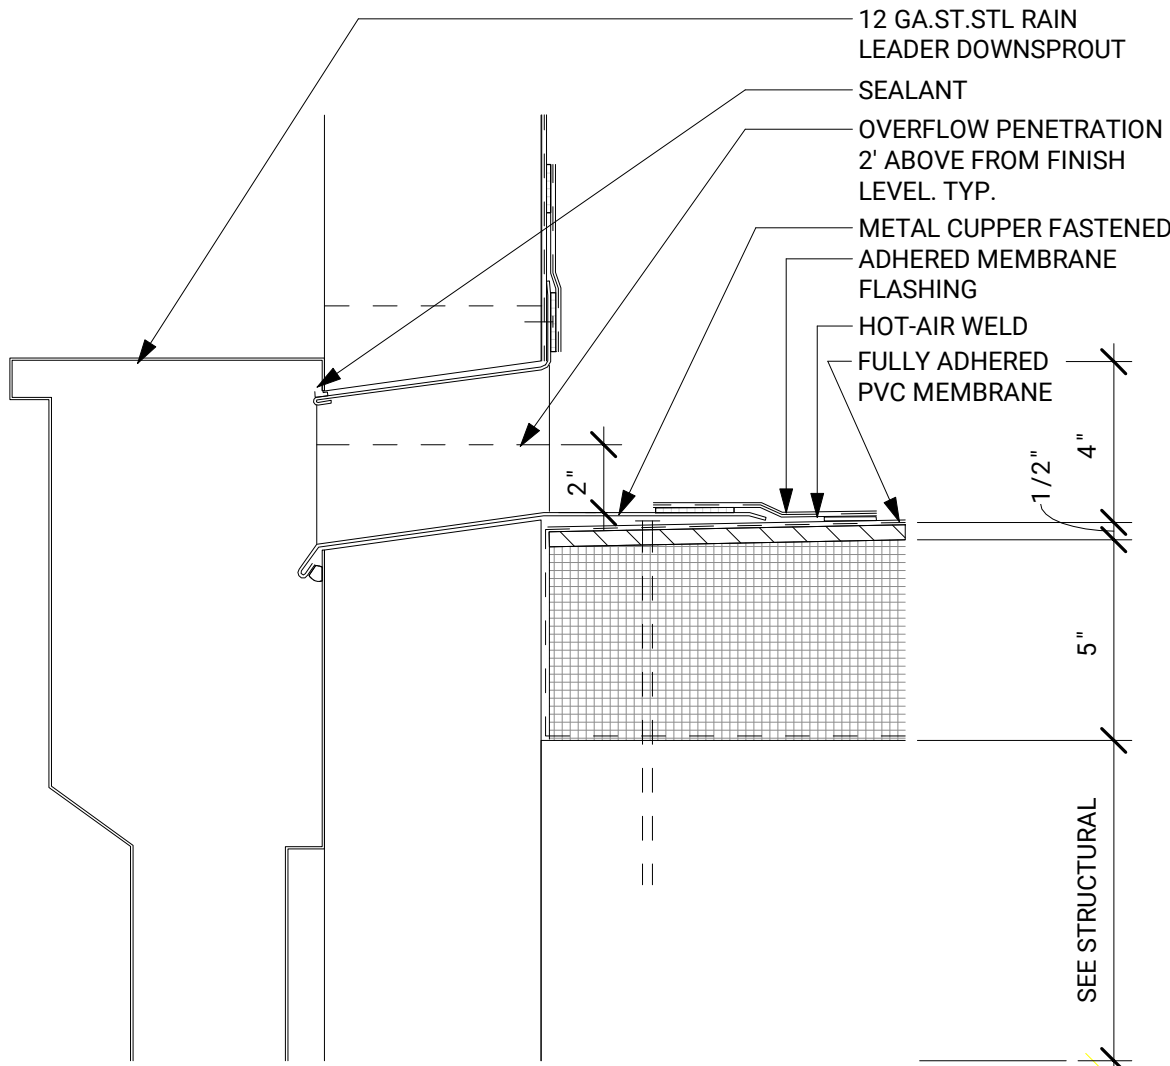 12 GA.ST.STL RAIN
LEADER DOWNSPROUT
SEALANT
OVERFLOW PENETRATION
2' ABOVE FROM FINISH
LEVEL. TYP.
METAL CUPPER FASTENED
ADHERED MEMBRANE
FLASHING
HOT-AIR WELD
FULLY ADHERED
PVC MEMBRANE
4"
1/2"
2"
5"
SEE STRUCTURAL